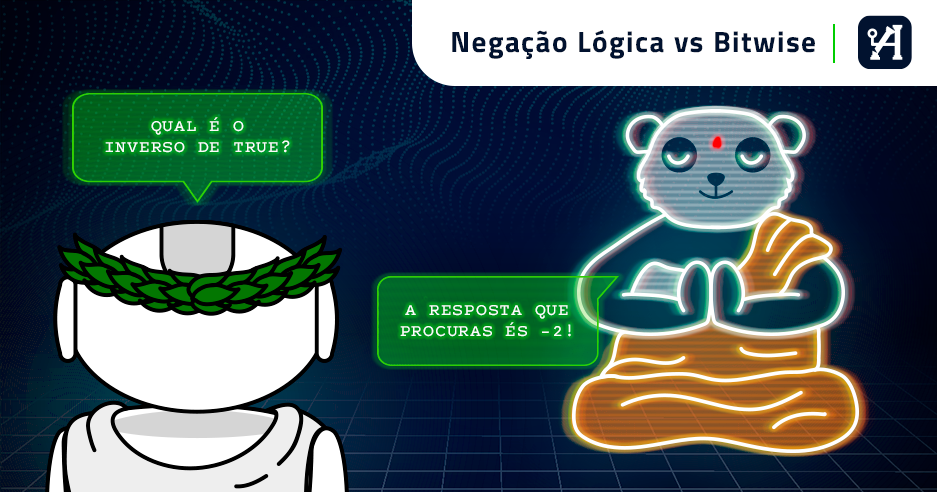 Negação Lógica vs Bitwise
QUAL É O
INVERSO DE TRUE?
A RESPOSTA QUE
PROCURAS ÉS -2!